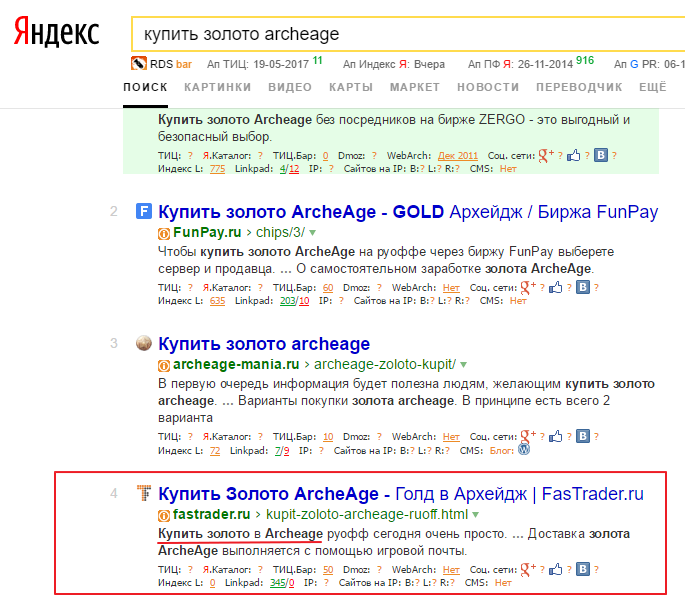 Яндекс
купить золото archeage
RDS bar Ап ТИЦ: 19-05-2017 11 Ап Индекс Я: Вчера Ап ПФ Я: 26-11-2014 916 Ап G PR: 06-1
ПОИСК КАРТИНКИ ВИДЕО КАРТЫ МАРКЕТ НОВОСТИ ПЕРЕВОДЧИК ЕЩЁ
Купить золото Archeage без посредников на бирже ZERGO - это выгодный и
безопасный выбор.
ТИЦ: ? Я.Каталог: ? ТИЦ.Бар: 0 Dmoz: ? WebArch: Дек 2011 Соц. сети: g+ ? ? B ?
Индекс L: 775 Linkpad: 4/12 IP: ? Сайтов на IP: B:? L:? R:? CMS: Нет
2 F Купить золото ArcheAge - GOLD Архейдж / Биржа FunPay
FunPay.ru › chips/3/
Чтобы купить золото ArcheAge на руоффе через биржу FunPay выберете
сервер и продавца. ... О самостоятельном заработке золота ArcheAge.
ТИЦ: ? Я.Каталог: ? ТИЦ.Бар: 60 Dmoz: ? WebArch: Нет Соц. сети: g+ ? ? B ?
Индекс L: 635 Linkpad: 203/10 IP: ? Сайтов на IP: B:? L:? R:? CMS: Нет
3 Купить золото archeage
archeage-mania.ru › archeage-zoloto-kupit/
В первую очередь информация будет полезна людям, желающим купить золото
archeage. ... Варианты покупки золота archeage. В принципе есть всего 2
варианта
ТИЦ: ? Я.Каталог: ? ТИЦ.Бар: 10 Dmoz: ? WebArch: Нет Соц. сети: g+ ? ? B ?
Индекс L: 72 Linkpad: 7/9 IP: ? Сайтов на IP: B:? L:? R:? CMS: Блог:
4 Купить Золото ArcheAge - Голд в Архейдж | FasTrader.ru
fastrader.ru › kupit-zoloto-archeage-ruoff.html
Купить золото в Archeage руофф сегодня очень просто. ... Доставка золота
ArcheAge выполняется с помощью игровой почты.
ТИЦ: ? Я.Каталог: ? ТИЦ.Бар: 50 Dmoz: ? WebArch: Нет Соц. сети: g+ ? ? B ?
Индекс L: 0 Linkpad: 345/0 IP: ? Сайтов на IP: B:? L:? R:? CMS: Нет